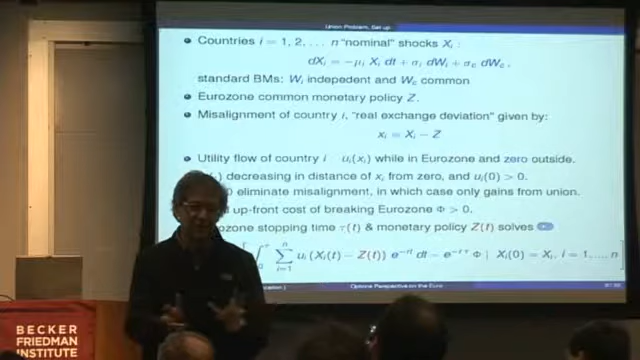 Union Problem, Set up
Countries i = 1, 2, … n "nominal" shocks Xᵢ :
dXᵢ = −μᵢ Xᵢ dt + σᵢ dWᵢ + σ_c dW_c ,
standard BMs: Wᵢ indepedent and W_c common
Eurozone common monetary policy Z.
Misalignment of country i, "real exchange deviation" given by:
xᵢ = Xᵢ − Z
Utility flow of country i uᵢ(xᵢ) while in Eurozone and zero outside.
decreasing in distance of xᵢ from zero, and uᵢ(0) > 0.
0 eliminate misalignment, in which case only gains from union.
up-front cost of breaking Eurozone Φ > 0.
stopping time τ(t) & monetary policy Z(t) solves
∫₀^τ ∑ᵢ₌₁ⁿ uᵢ (Xᵢ(t) − Z(t)) e^−rt dt − e^−rτ Φ | Xᵢ(0) = Xᵢ, i = 1, … n ]
Options Perspective on the Euro
BECKER
FRIEDMAN
INSTITUTE